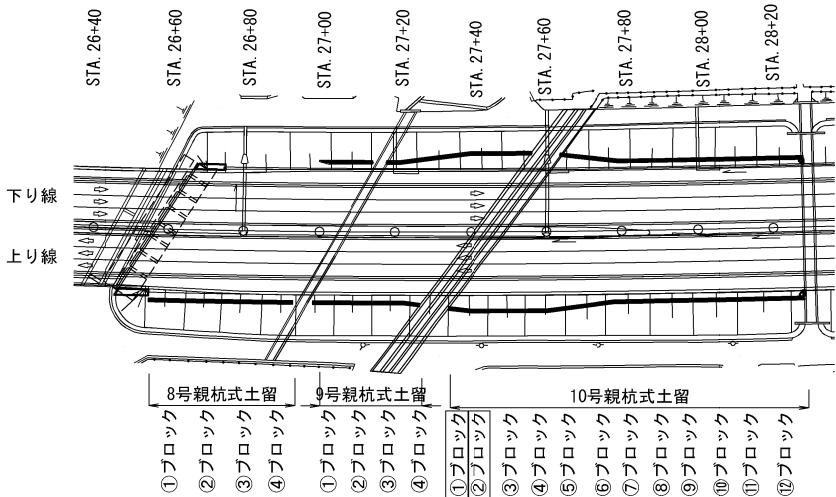 STA. 26+40
STA. 26+60
STA. 26+80
STA. 27+00
STA. 27+20
STA. 27+40
STA. 27+60
STA. 27+80
STA. 28+00
STA. 28+20
下り線
上り線
8号親杭式土留
9号親杭式土留
10号親杭式土留
①ブロック
②ブロック
③ブロック
④ブロック
①ブロック
②ブロック
③ブロック
④ブロック
①ブロック
②ブロック
③ブロック
④ブロック
⑤ブロック
⑥ブロック
⑦ブロック
⑧ブロック
⑨ブロック
⑩ブロック
⑪ブロック
⑫ブロック